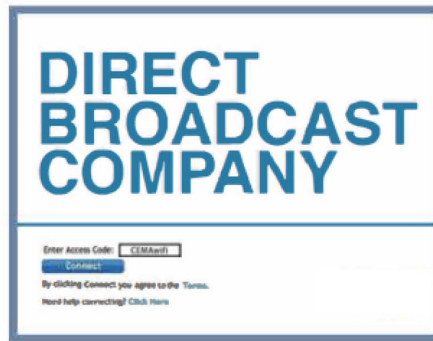 DIRECT
BROADCAST
COMPANY
Enter Access Code: CEMAwifi
Connect
By clicking Connect you agree to the Terms.
Need help connecting? Click Here